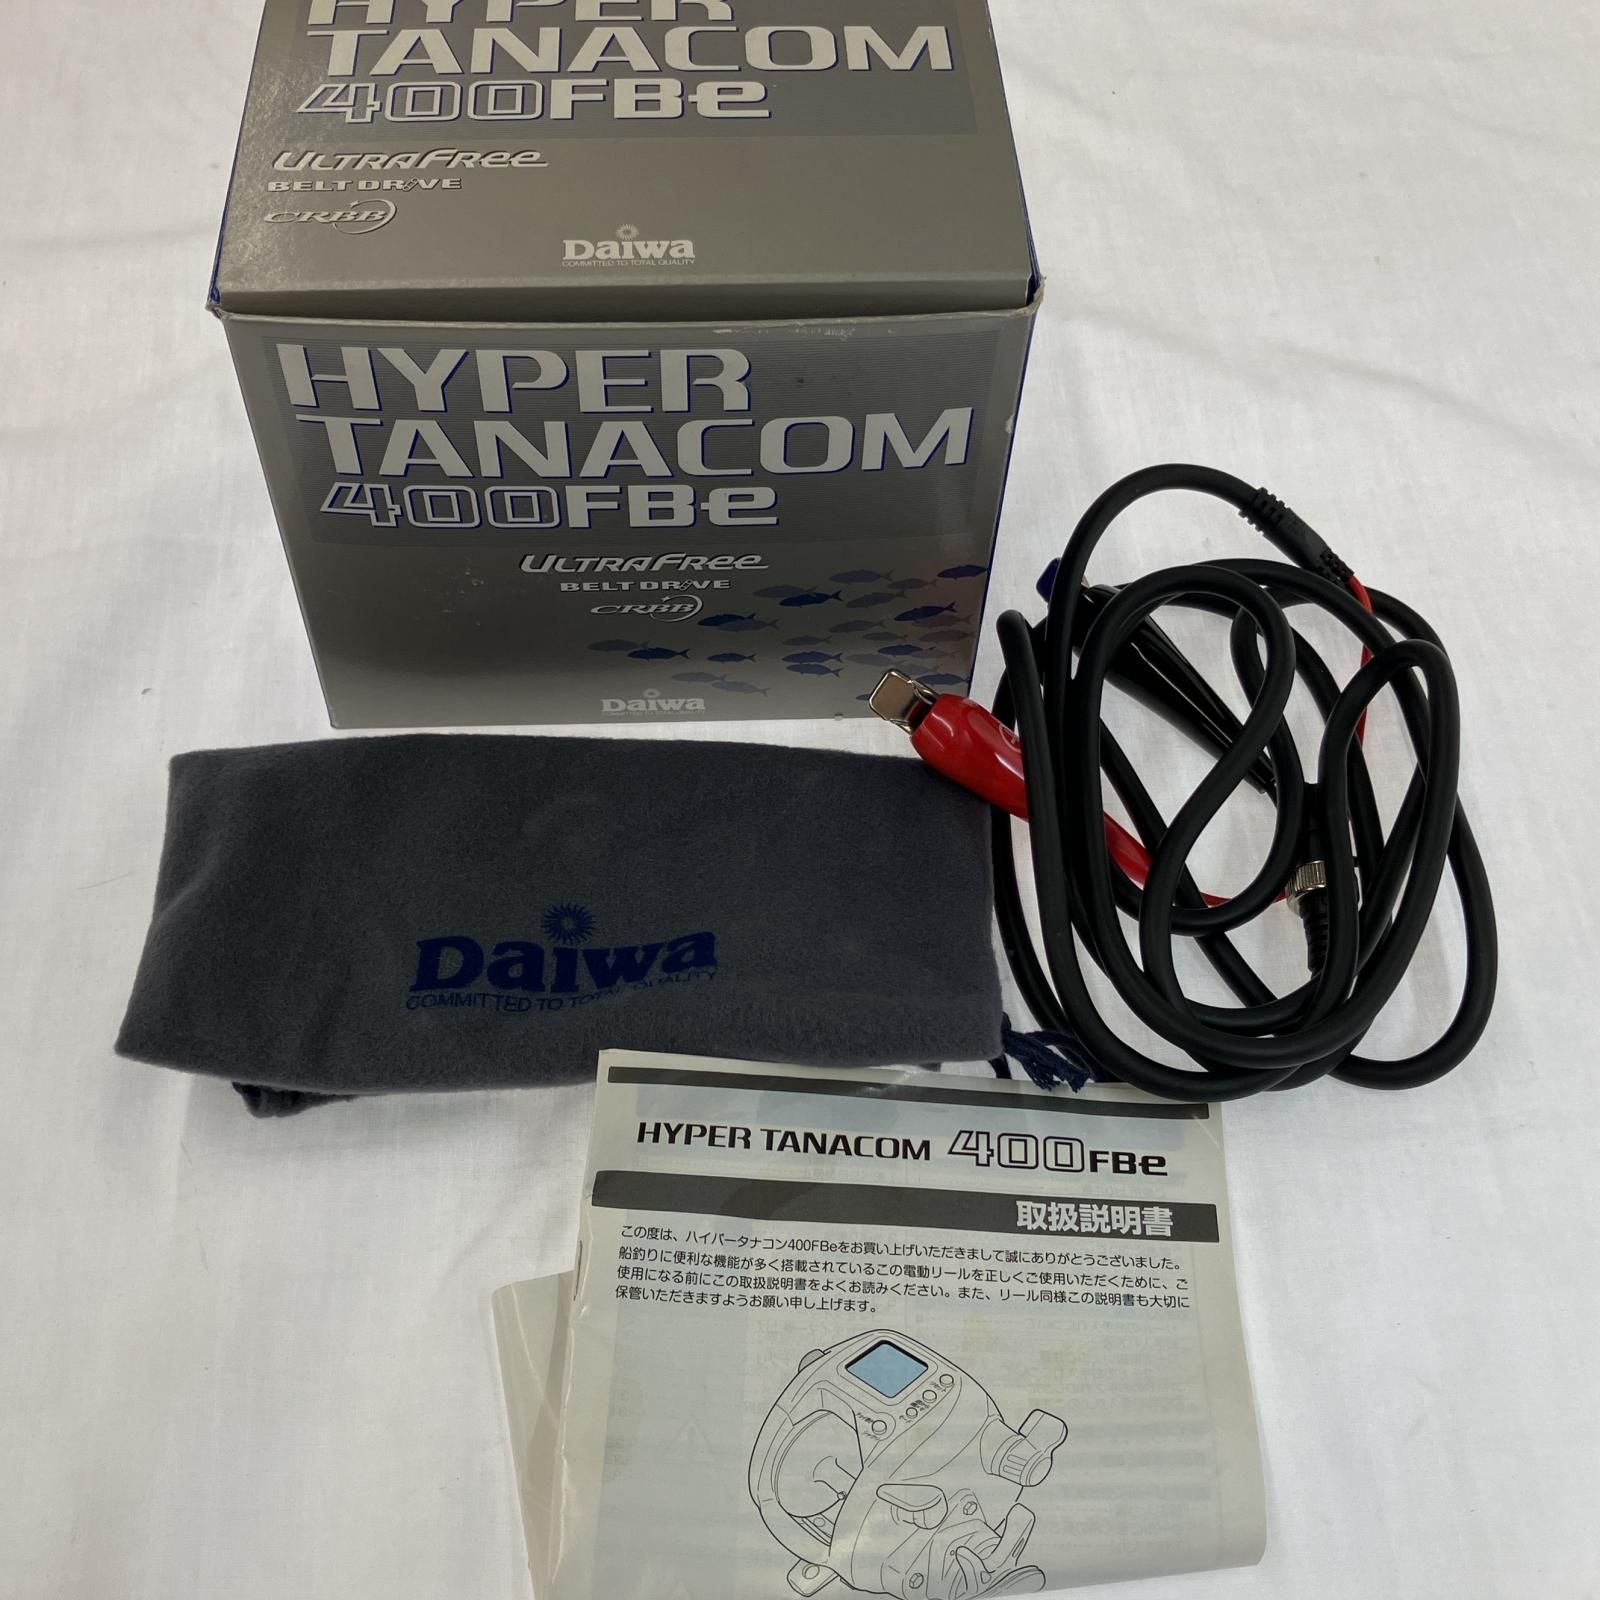 HYPER
TANACOM
400FBe
ULTRAFREE
BELT DRIVE
CRBB
Daiwa
COMMITTED TO TOTAL QUALITY
HYPER
TANACOM
400FBe
ULTRAFREE
BELT DRIVE
CRBB
Daiwa
COMMITTED TO TOTAL QUALITY
Daiwa
COMMITTED TO TOTAL QUALITY
HYPER TANACOM 400FBe
取扱説明書
この度は、ハイパータナコン400FBeをお買い上げいただきまして誠にありがとうございました。
船釣りに便利な機能が多く搭載されているこの電動リールを正しくご使用いただくために、ご
使用になる前にこの取扱説明書をよくお読みください。また、リール同様この説明書も大切に
保管いただきますようお願い申し上げます。